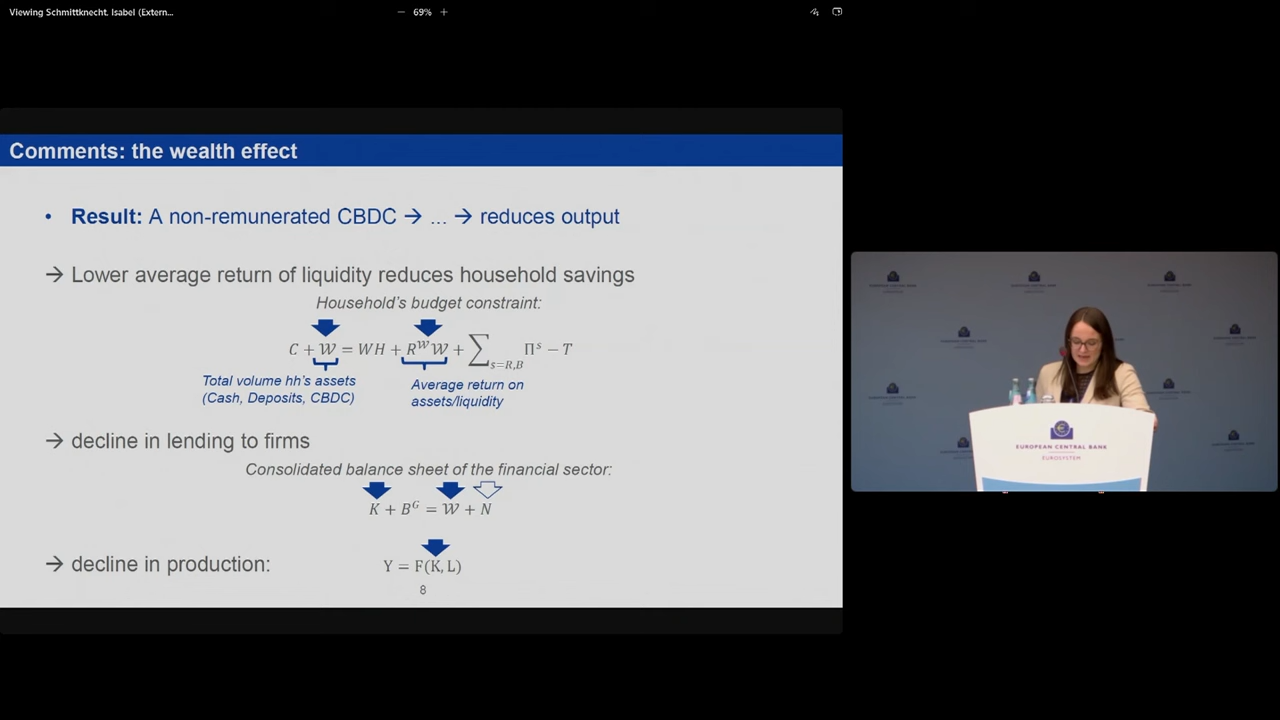 Viewing Schmittknecht, Isabel (Extern...
— 69% +
Comments: the wealth effect
• Result: A non-remunerated CBDC → ... → reduces output
→ Lower average return of liquidity reduces household savings
Household's budget constraint:
C + 𝒲 = WH + R^𝒲 𝒲 + ∑_{s=R,B} Π^s − T
Total volume hh's assets
(Cash, Deposits, CBDC)
Average return on
assets/liquidity
→ decline in lending to firms
Consolidated balance sheet of the financial sector:
K + B^G = 𝒲 + N
→ decline in production:
Y = F(K, L)
8
EUROPEAN CENTRAL BANK
EUROSYSTEM